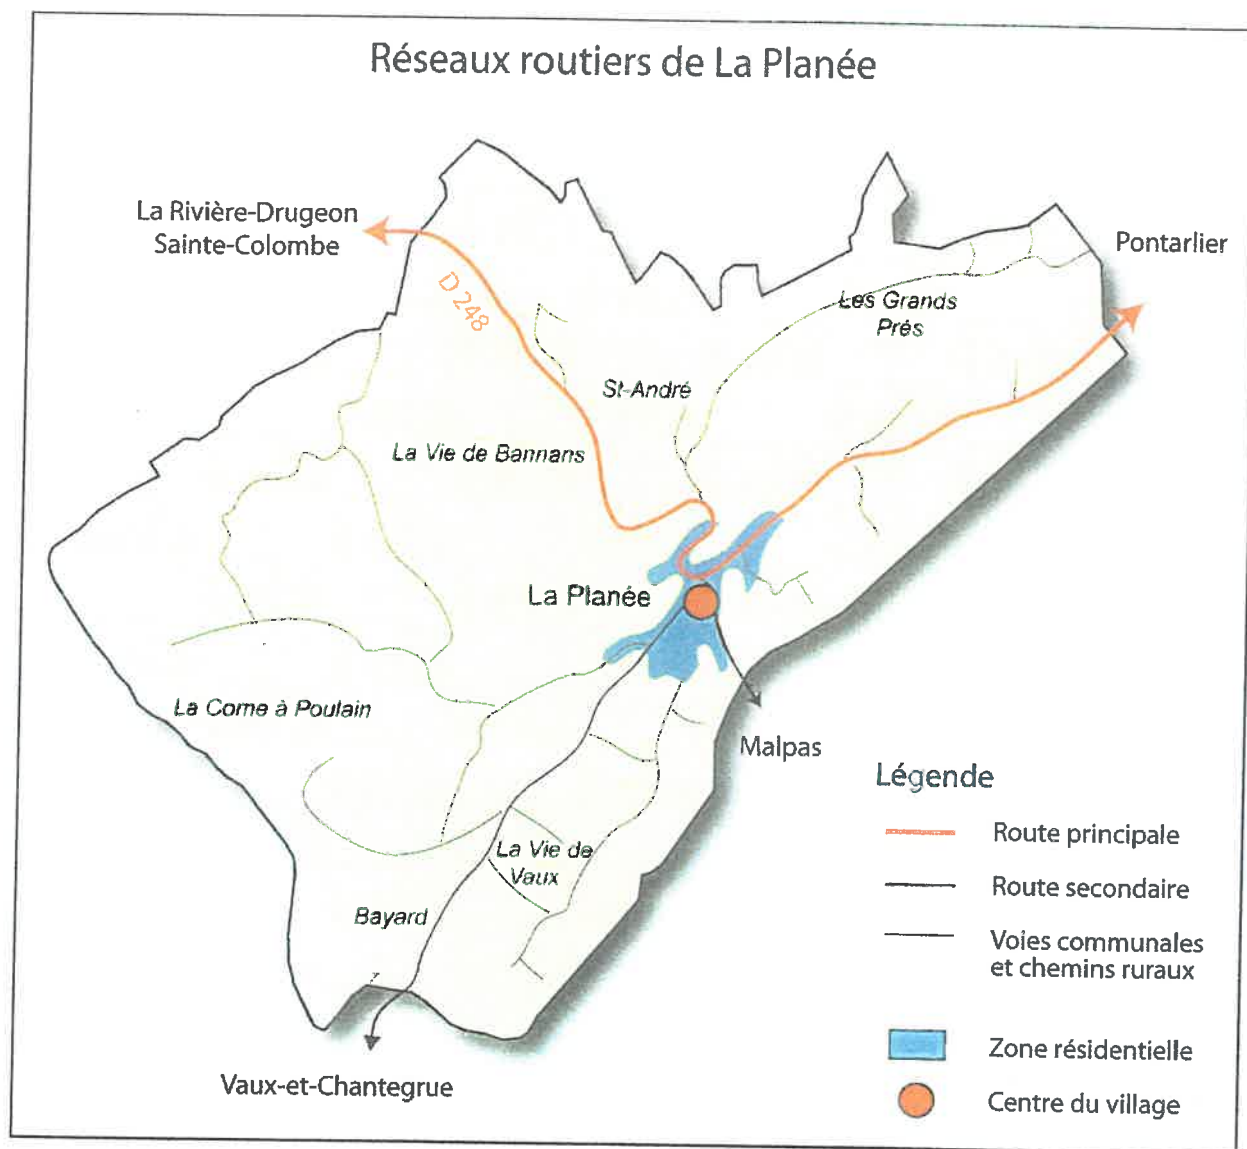 Réseaux routiers de La Planée
La Rivière-Drugeon
Sainte-Colombe
Pontarlier
D 248
Les Grands
Prés
St-André
La Vie de Bannans
La Planée
La Come à Poulain
Malpas
La Vie de
Vaux
Bayard
Vaux-et-Chantegrue
Légende
Route principale
Route secondaire
Voies communales
et chemins ruraux
Zone résidentielle
Centre du village